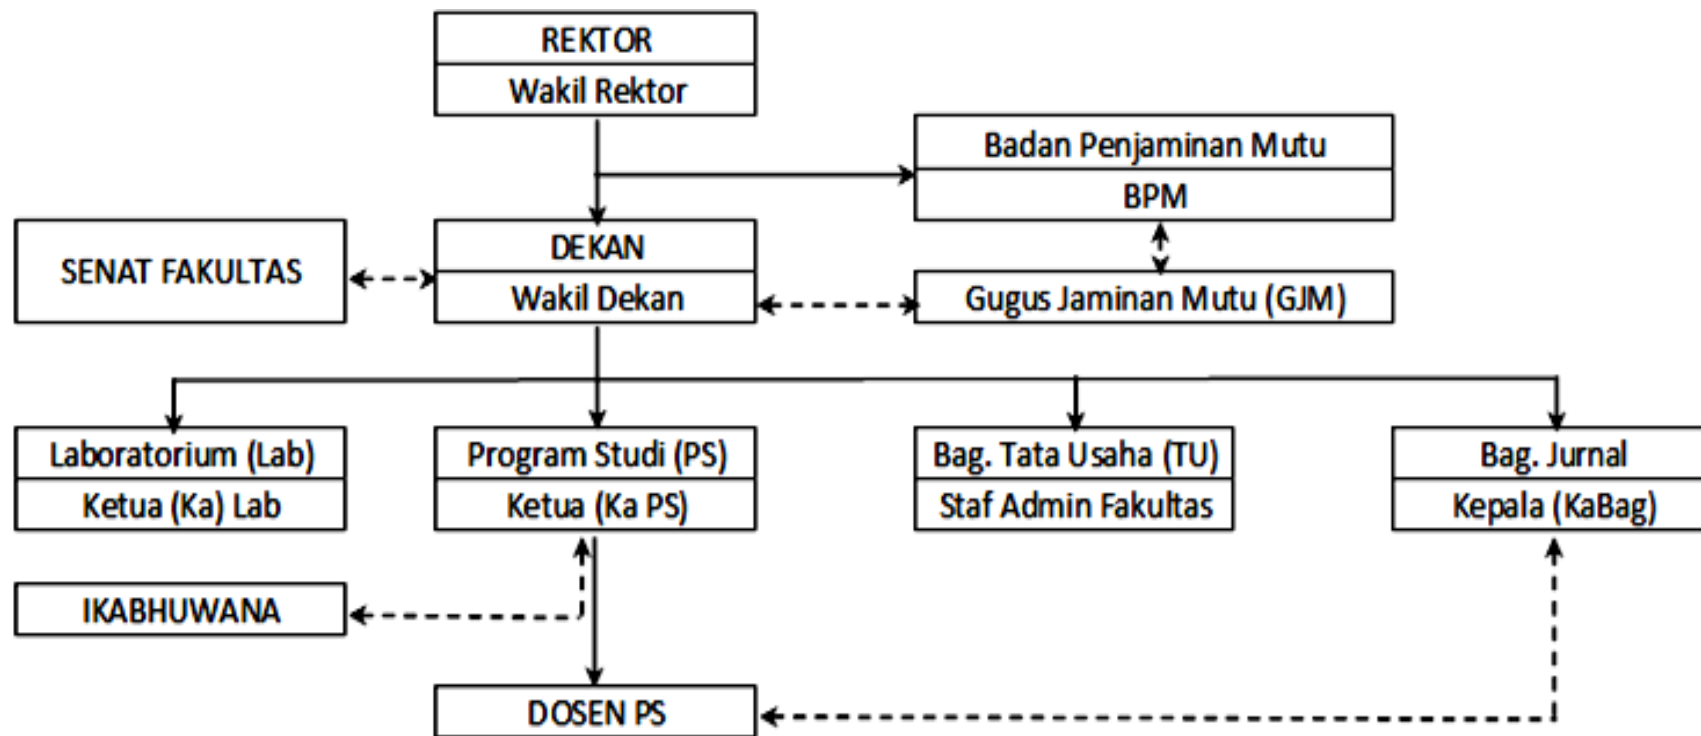 REKTOR
Wakil Rektor
Badan Penjaminan Mutu
BPM
SENAT FAKULTAS
DEKAN
Wakil Dekan
Gugus Jaminan Mutu (GJM)
Laboratorium (Lab)
Ketua (Ka) Lab
Program Studi (PS)
Ketua (Ka PS)
Bag. Tata Usaha (TU)
Staf Admin Fakultas
Bag. Jurnal
Kepala (KaBag)
IKABHUWANA
DOSEN PS